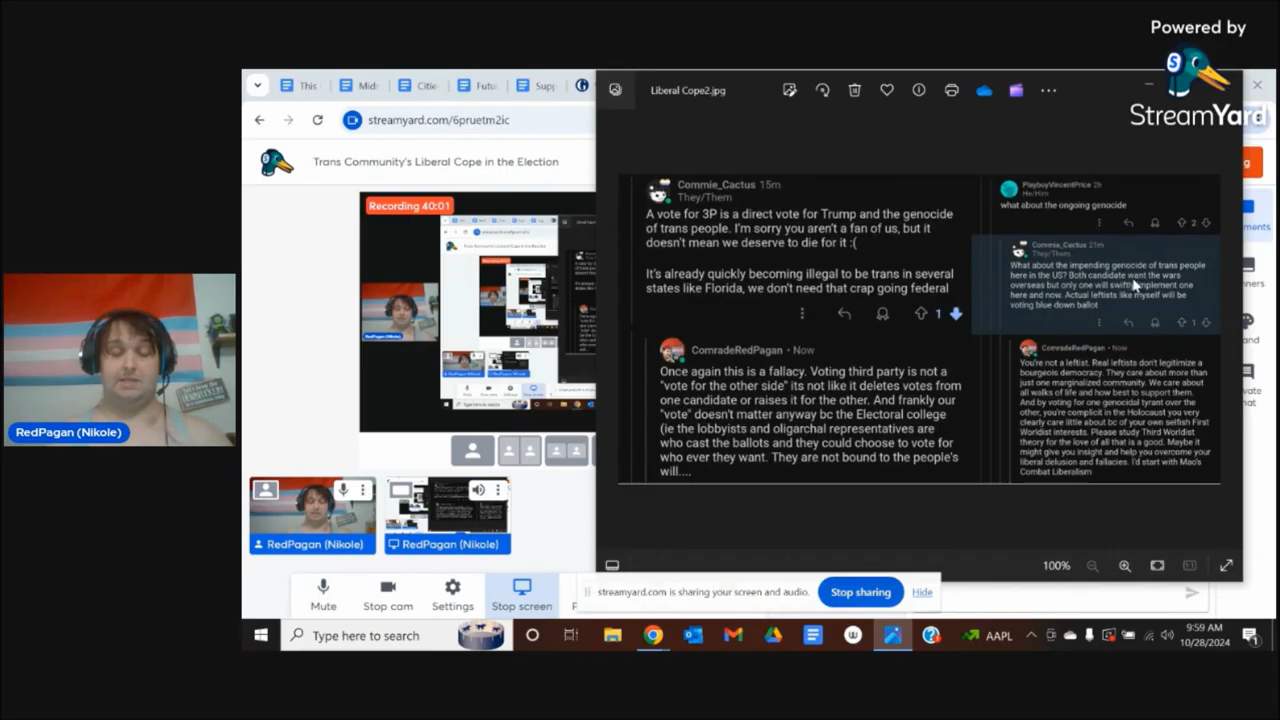 Powered by
StreamYard
This
Mid
Citie
Futu
Supp
streamyard.com/6pruetm2ic
Trans Community's Liberal Cope in the Election
Recording 40:01
RedPagan (Nikole)
RedPagan (Nikole)
RedPagan (Nikole)
RedPagan (Nikole)
Mute
Stop cam
Settings
Stop screen
Liberal Cope2.jpg
Commie_Cactus 15m
They/Them
A vote for 3P is a direct vote for Trump and the genocide
of trans people. I'm sorry you aren't a fan of us, but it
doesn't mean we deserve to die for it :(
It's already quickly becoming illegal to be trans in several
states like Florida, we don't need that crap going federal
1
ComradeRedPagan • Now
Once again this is a fallacy. Voting third party is not a
"vote for the other side" its not like it deletes votes from
one candidate or raises it for the other. And frankly our
"vote" doesn't matter anyway bc the Electoral college
(ie the lobbyists and oligarchal representatives are
who cast the ballots and they could choose to vote for
who ever they want. They are not bound to the people's
will....
PlayboyVincentPrice 2h
He/Him
what about the ongoing genocide
2
Commie_Cactus 21m
They/Them
What about the impending genocide of trans people
here in the US? Both candidate want the wars
overseas but only one will swiftly implement one
here and now. Actual leftists like myself will be
voting blue down ballot
1
ComradeRedPagan • Now
You're not a leftist. Real leftists don't legitimize a
bourgeois democracy. They care about more than
just one marginalized community. We care about
all walks of life and how best to support them.
And by voting for one genocidal tyrant over the
other, you're complicit in the Holocaust you very
clearly care little about bc of your own selfish First
Worldist interests. Please study Third Worldist
theory for the love of all that is a good. Maybe it
might give you insight and help you overcome your
liberal delusion and fallacies. I'd start with Mao's
Combat Liberalism
100%
streamyard.com is sharing your screen and audio.
Stop sharing
Hide
Type here to search
AAPL
9:59 AM
10/28/2024